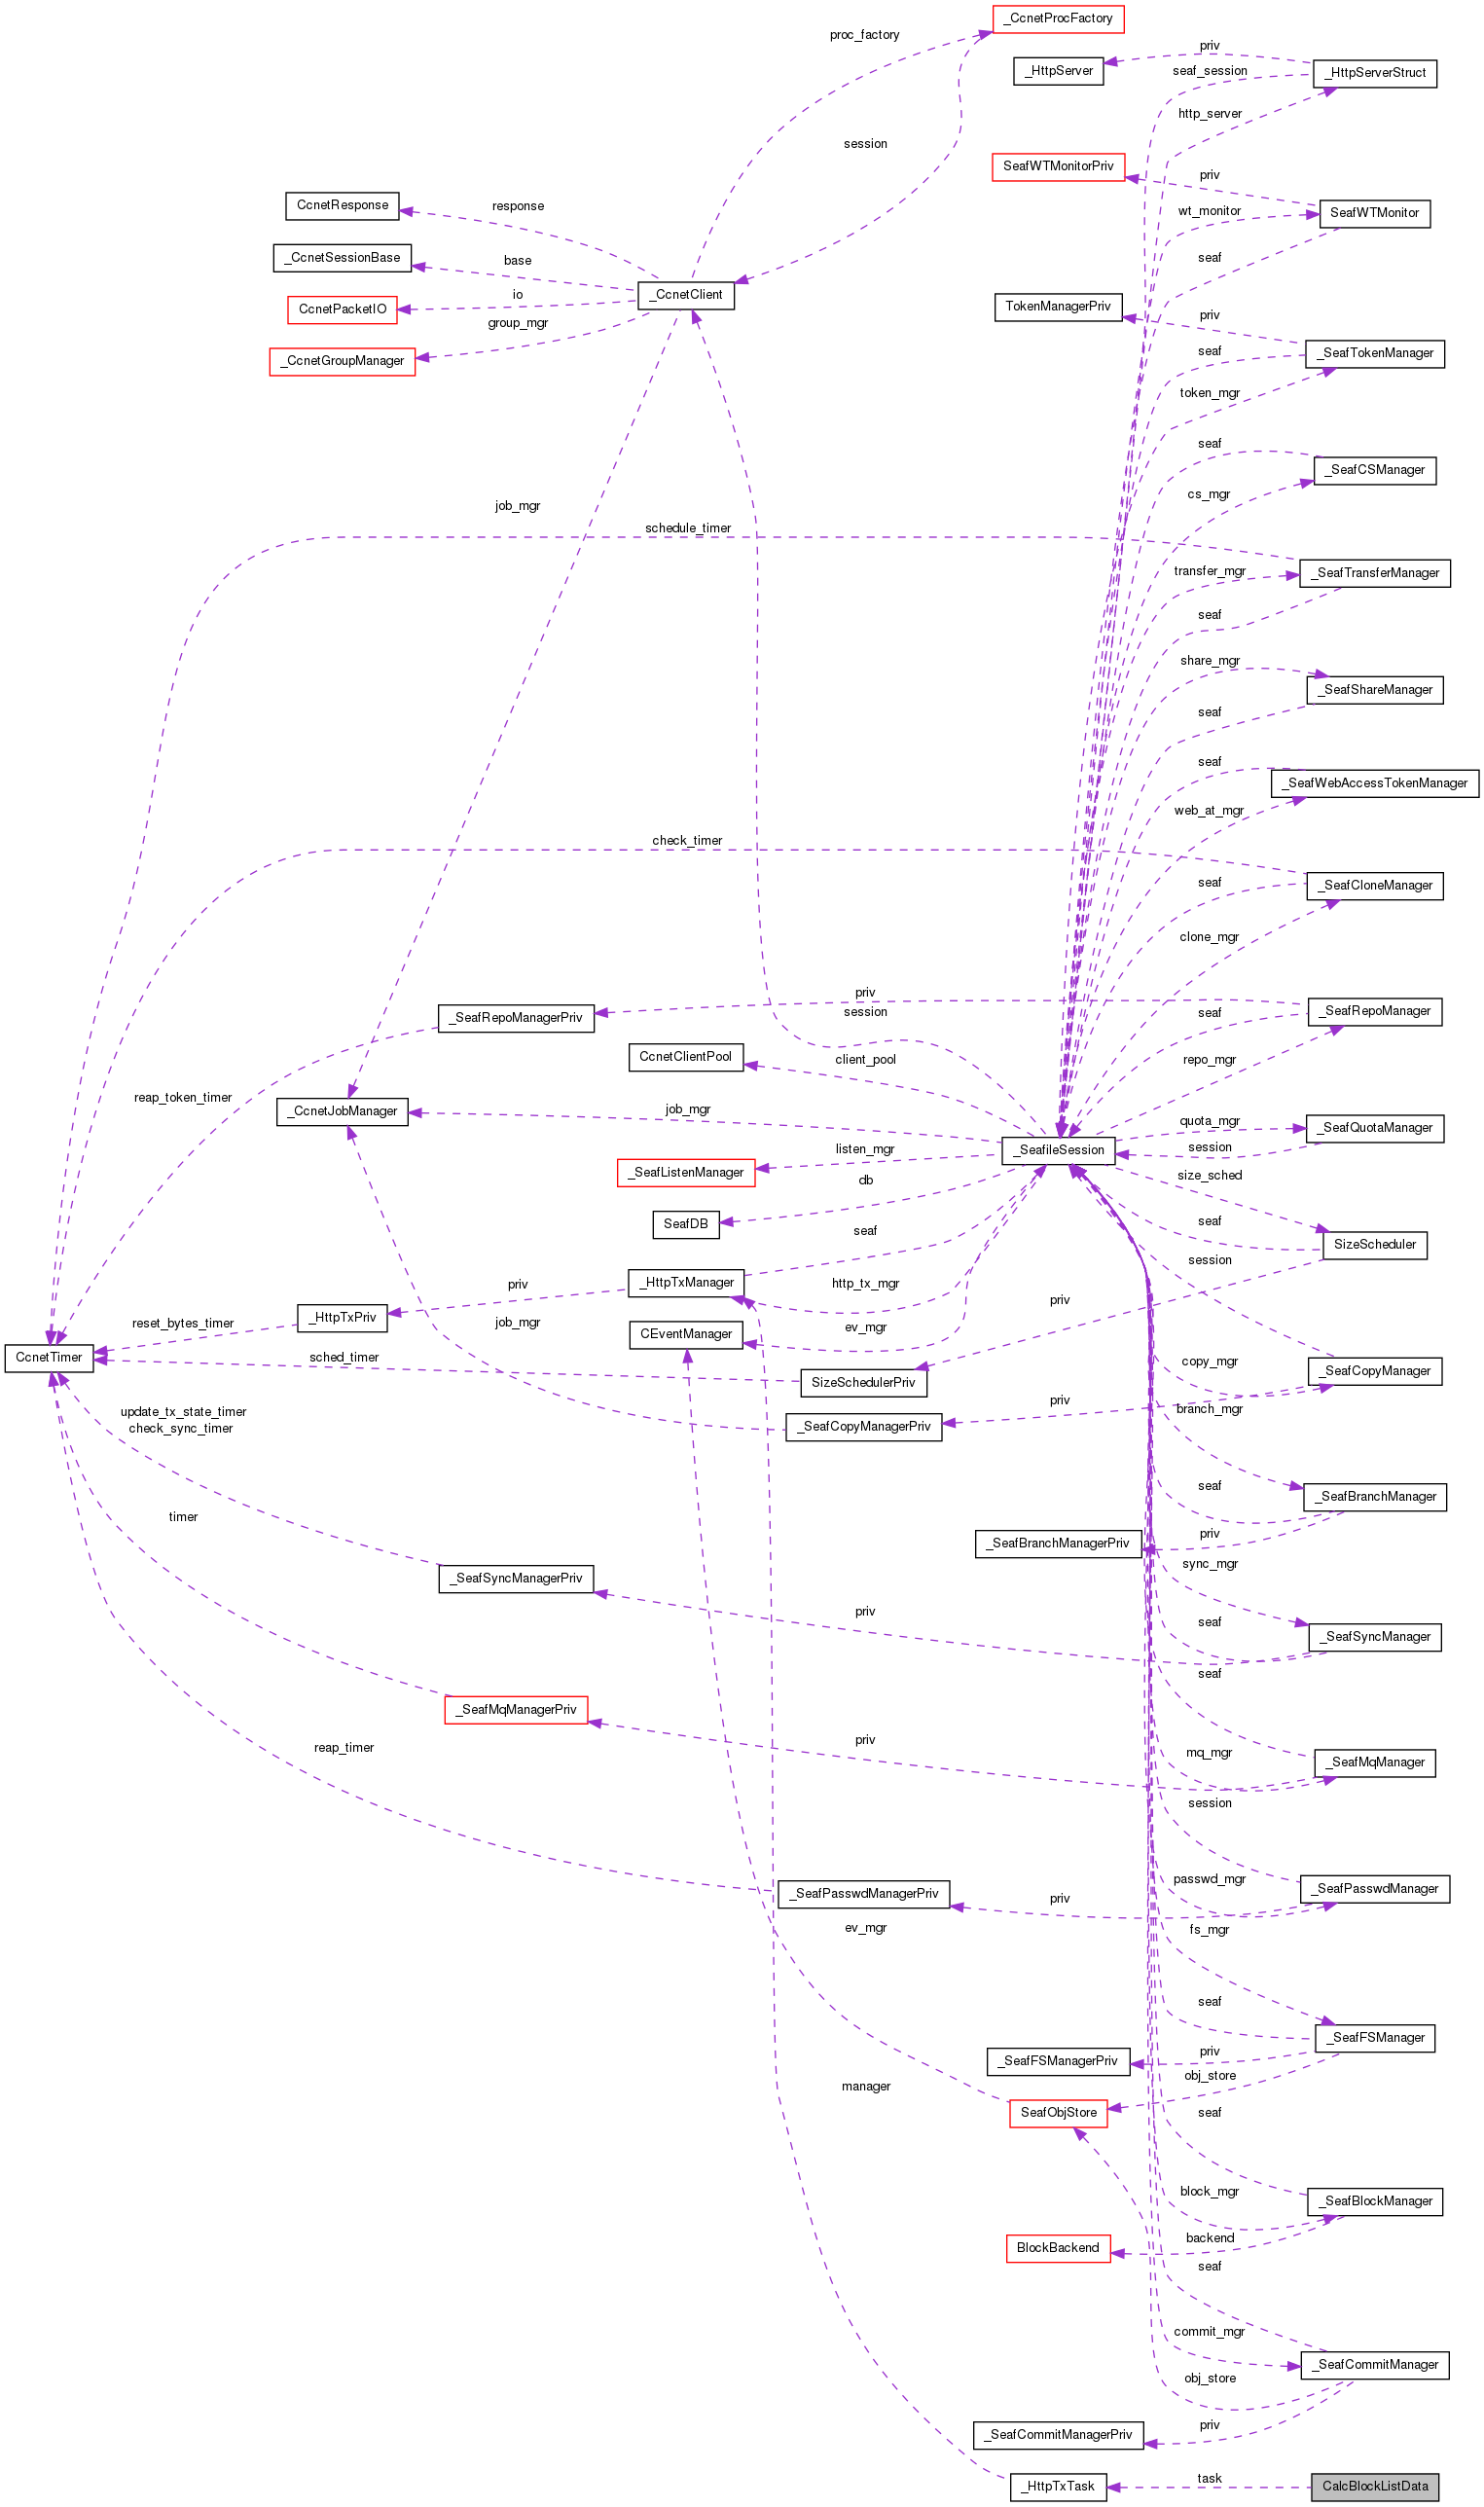 _CcnetProcFactory
proc_factory
priv
_HttpServer
seaf_session
_HttpServerStruct
http_server
session
SeafWTMonitorPriv
priv
CcnetResponse
response
wt_monitor
SeafWTMonitor
_CcnetSessionBase
base
seaf
io
_CcnetClient
CcnetPacketIO
TokenManagerPriv
priv
group_mgr
_CcnetGroupManager
seaf
_SeafTokenManager
token_mgr
seaf
_SeafCSManager
cs_mgr
job_mgr
schedule_timer
transfer_mgr
_SeafTransferManager
seaf
share_mgr
_SeafShareManager
seaf
seaf
_SeafWebAccessTokenManager
web_at_mgr
check_timer
seaf
_SeafCloneManager
clone_mgr
priv
_SeafRepoManagerPriv
session
seaf
_SeafRepoManager
CcnetClientPool
client_pool
repo_mgr
reap_token_timer
_CcnetJobManager
job_mgr
quota_mgr
_SeafQuotaManager
_SeafileSession
listen_mgr
session
_SeafListenManager
db
size_sched
SeafDB
seaf
seaf
SizeScheduler
session
priv
_HttpTxManager
http_tx_mgr
priv
_HttpTxPriv
reset_bytes_timer
job_mgr
CEventManager
ev_mgr
CcnetTimer
sched_timer
SizeSchedulerPriv
copy_mgr
_SeafCopyManager
priv
update_tx_state_timer
check_sync_timer
_SeafCopyManagerPriv
branch_mgr
seaf
_SeafBranchManager
timer
_SeafBranchManagerPriv
priv
sync_mgr
_SeafSyncManagerPriv
priv
seaf
_SeafSyncManager
seaf
_SeafMqManagerPriv
priv
reap_timer
mq_mgr
_SeafMqManager
session
passwd_mgr
_SeafPasswdManagerPriv
priv
_SeafPasswdManager
ev_mgr
fs_mgr
seaf
_SeafFSManager
_SeafFSManagerPriv
priv
obj_store
manager
SeafObjStore
seaf
block_mgr
_SeafBlockManager
BlockBackend
backend
seaf
commit_mgr
_SeafCommitManager
obj_store
_SeafCommitManagerPriv
priv
_HttpTxTask
task
CalcBlockListData